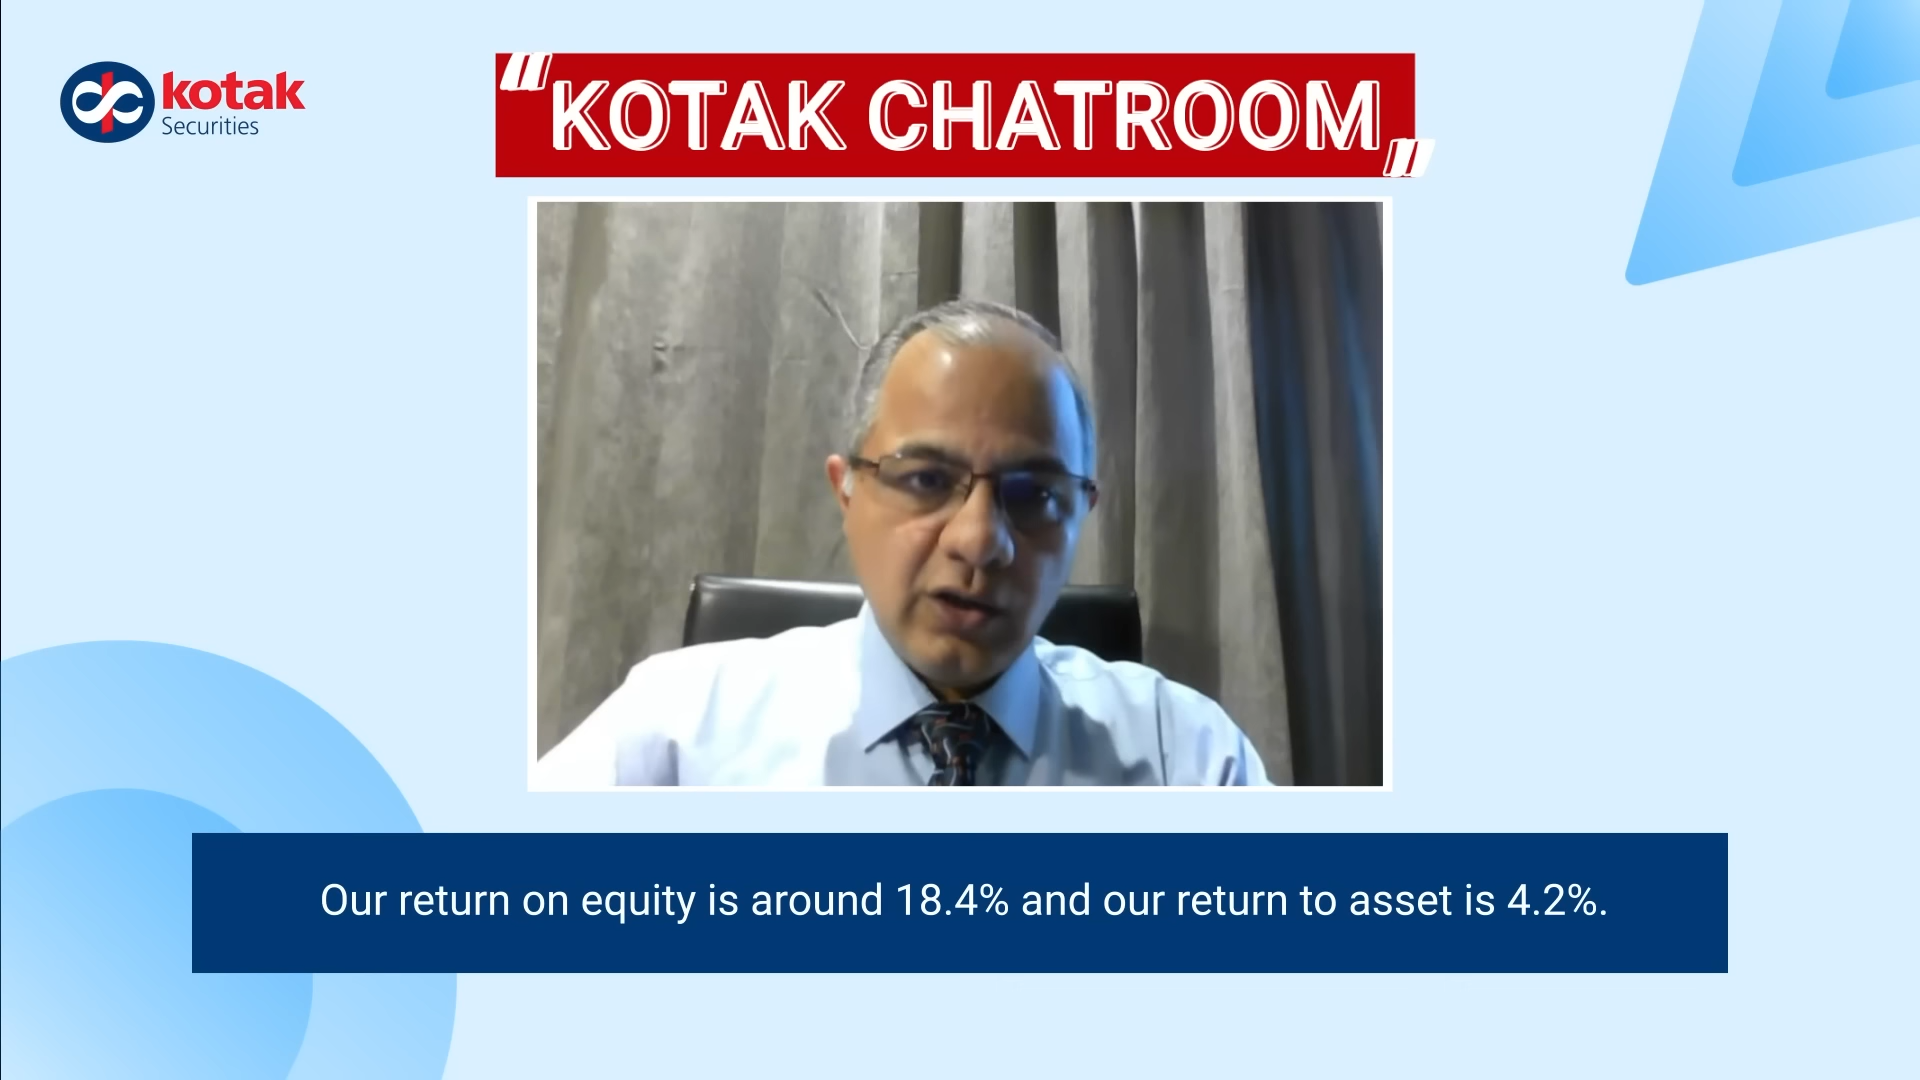 kotak
Securities
"KOTAK CHATROOM"
Our return on equity is around 18.4% and our return to asset is 4.2%.